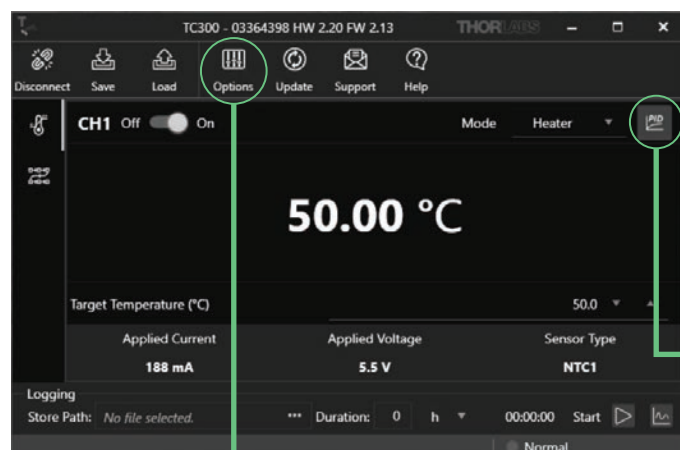 TC300 - 03364398 HW 2.20 FW 2.13 THORLABS
Disconnect Save Load Options Update Support Help
CH1 Off On Mode Heater PID
50.00 °C
Target Temperature (°C) 50.0
Applied Current Applied Voltage Sensor Type
188 mA 5.5 V NTC1
Logging
Store Path: No file selected. ••• Duration: 0 h 00:00:00 Start
Normal